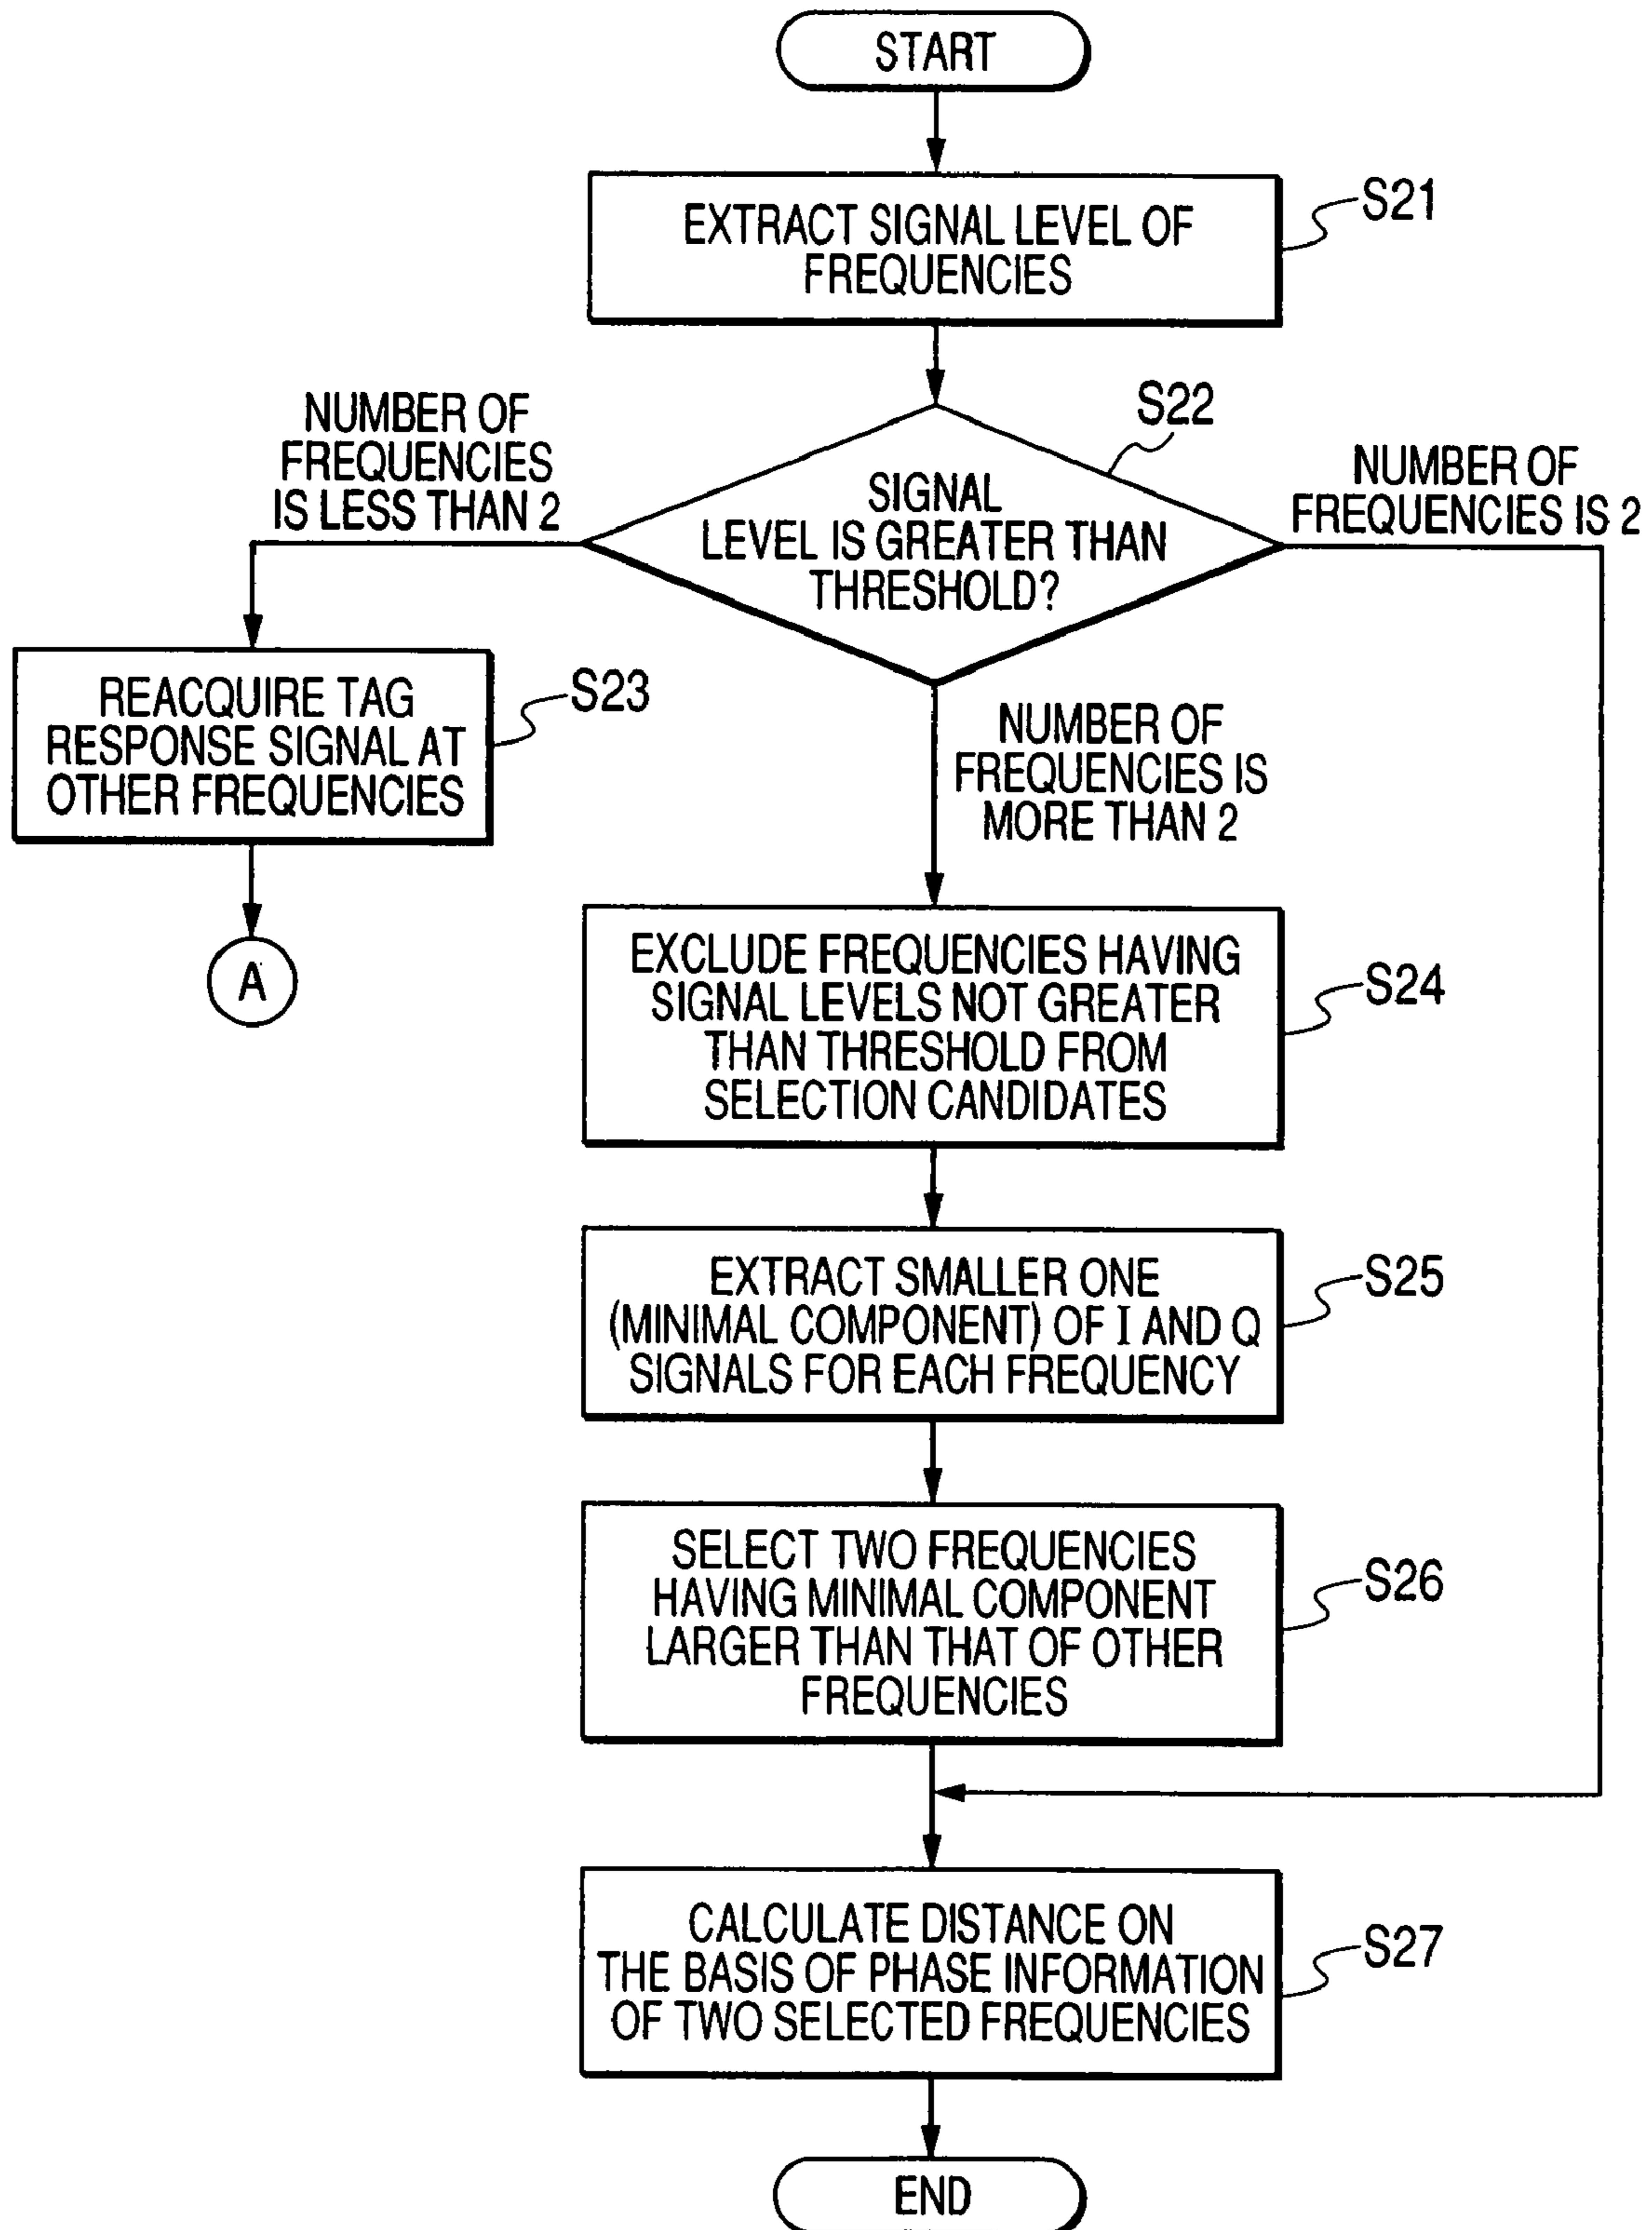 START
EXTRACT SIGNAL LEVEL OF
FREQUENCIES
S21
NUMBER OF
FREQUENCIES
IS LESS THAN 2
S22
SIGNAL
LEVEL IS GREATER THAN
THRESHOLD?
NUMBER OF
FREQUENCIES IS 2
REACQUIRE TAG
RESPONSE SIGNAL AT
OTHER FREQUENCIES
S23
NUMBER OF
FREQUENCIES IS
MORE THAN 2
A
EXCLUDE FREQUENCIES HAVING
SIGNAL LEVELS NOT GREATER
THAN THRESHOLD FROM
SELECTION CANDIDATES
S24
EXTRACT SMALLER ONE
(MINIMAL COMPONENT) OF I AND Q
SIGNALS FOR EACH FREQUENCY
S25
SELECT TWO FREQUENCIES
HAVING MINIMAL COMPONENT
LARGER THAN THAT OF OTHER
FREQUENCIES
S26
CALCULATE DISTANCE ON
THE BASIS OF PHASE INFORMATION
OF TWO SELECTED FREQUENCIES
S27
END